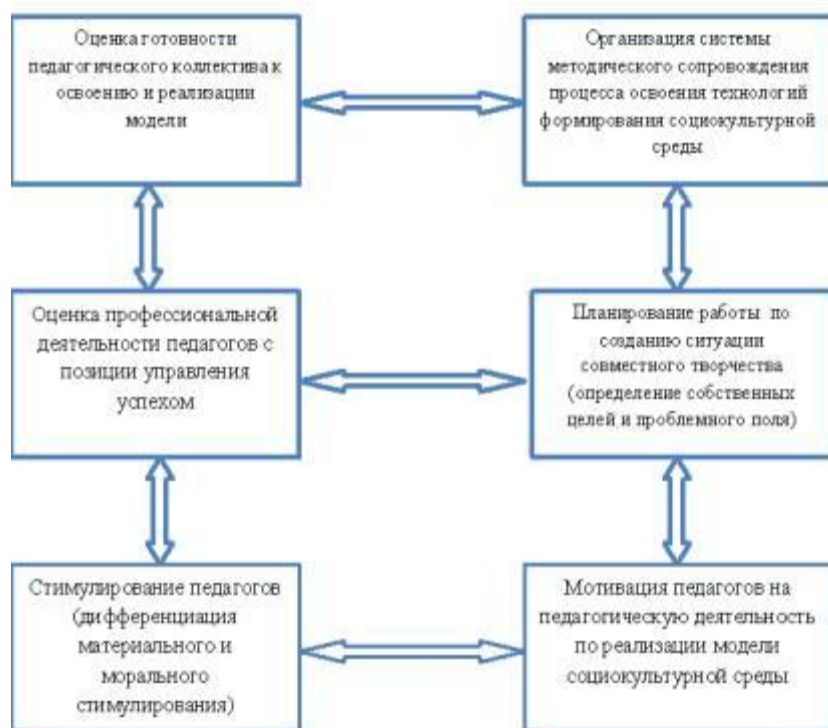 Оценка готовности
педагогического коллектива к
освоению и реализации
модели
Организация системы
методического сопровождения
процесса освоения технологий
формирования социокультурной
среды
Оценка профессиональной
деятельности педагогов с
позиции управления
успехом
Планирование работы по
созданию ситуации
совместного творчества
(определение собственных
целей и проблемного поля)
Стимулирование педагогов
(дифференциация
материального и
морального
стимулирования)
Мотивация педагогов на
педагогическую деятельность
по реализации модели
социокультурной среды